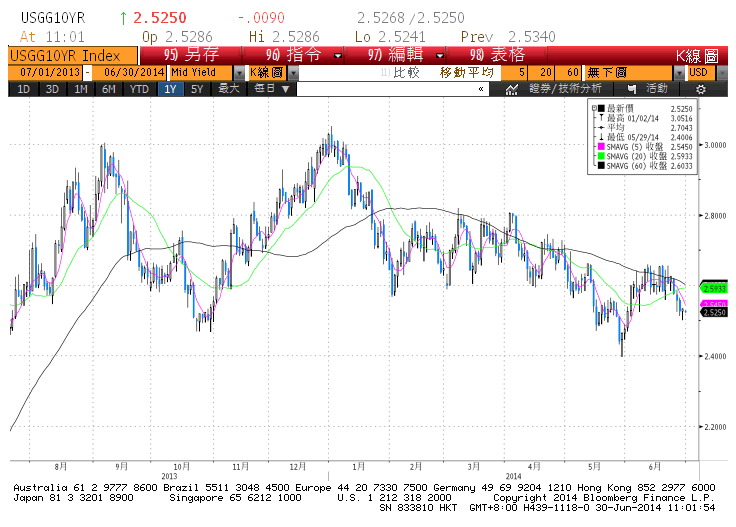 USGG10YR ↑ 2.5250 -.0090 2.5268/2.5250
At 11:01 Op 2.5286 Hi 2.5286 Lo 2.5241 Prev 2.5340
USGG10YR Index 95) 另存 96) 指令 97) 編輯 98) 表格 K線圖
07/01/2013 - 06/30/2014 Mid Yield K線圖 比較 移動平均 5 20 60 無下圖 USD
1D 3D 1M 6M YTD 1Y 5Y 最大 每日 ▼ « 證券/技術分析 活動
最新價 2.5250
最高 01/02/14 3.0516
平均 2.7043
最低 05/29/14 2.4006
SMAVG (5) 收盤 2.5450
SMAVG (20) 收盤 2.5933
SMAVG (60) 收盤 2.6033
3.0000
2.8000
2.5933
2.5450
2.5250
2.4000
2.2000
8月 9月 10月 11月 12月 1月 2月 3月 4月 5月 6月
2013 2014
Australia 61 2 9777 8600 Brazil 5511 3048 4500 Europe 44 20 7330 7500 Germany 49 69 9204 1210 Hong Kong 852 2977 6000
Japan 81 3 3201 8900 Singapore 65 6212 1000 U.S. 1 212 318 2000 Copyright 2014 Bloomberg Finance L.P.
SN 833810 HKT GMT+8:00 H439-1118-0 30-Jun-2014 11:01:54